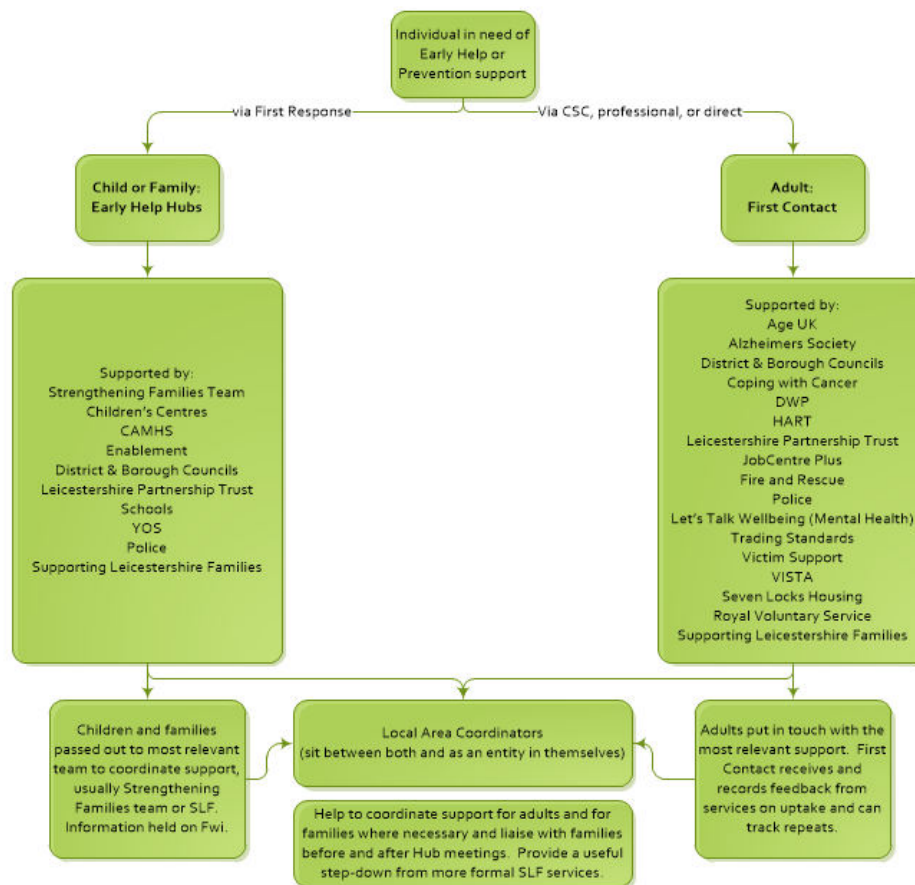 Individual in need of
Early Help or
Prevention support
via First Response
Via CSC, professional, or direct
Child or Family:
Early Help Hubs
Adult:
First Contact
Supported by:
Strengthening Families Team
Children's Centres
CAMHS
Enablement
District & Borough Councils
Leicestershire Partnership Trust
Schools
YOS
Police
Supporting Leicestershire Families
Supported by:
Age UK
Alzheimers Society
District & Borough Councils
Coping with Cancer
DWP
HART
Leicestershire Partnership Trust
JobCentre Plus
Fire and Rescue
Police
Let's Talk Wellbeing (Mental Health)
Trading Standards
Victim Support
VISTA
Seven Locks Housing
Royal Voluntary Service
Supporting Leicestershire Families
Children and families
passed out to most relevant
team to coordinate support,
usually Strengthening
Families team or SLF.
Information held on Fwi.
Local Area Coordinators
(sit between both and as an entity in themselves)
Adults put in touch with the
most relevant support. First
Contact receives and
records feedback from
services on uptake and can
track repeats.
Help to coordinate support for adults and for
families where necessary and liaise with families
before and after Hub meetings. Provide a useful
step-down from more formal SLF services.